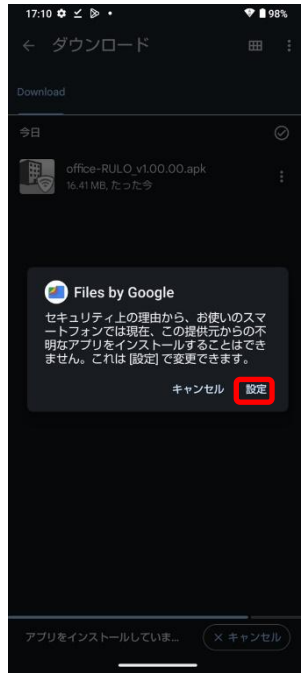 17:10
98%
ダウンロード
Download
今日
office-RULO_v1.00.00.apk
16.41 MB, たった今
Files by Google
セキュリティ上の理由から、お使いのスマ
ートフォンでは現在、この提供元からの不
明なアプリをインストールすることはでき
ません。これは [設定] で変更できます。
キャンセル 設定
アプリをインストールしていま...
キャンセル